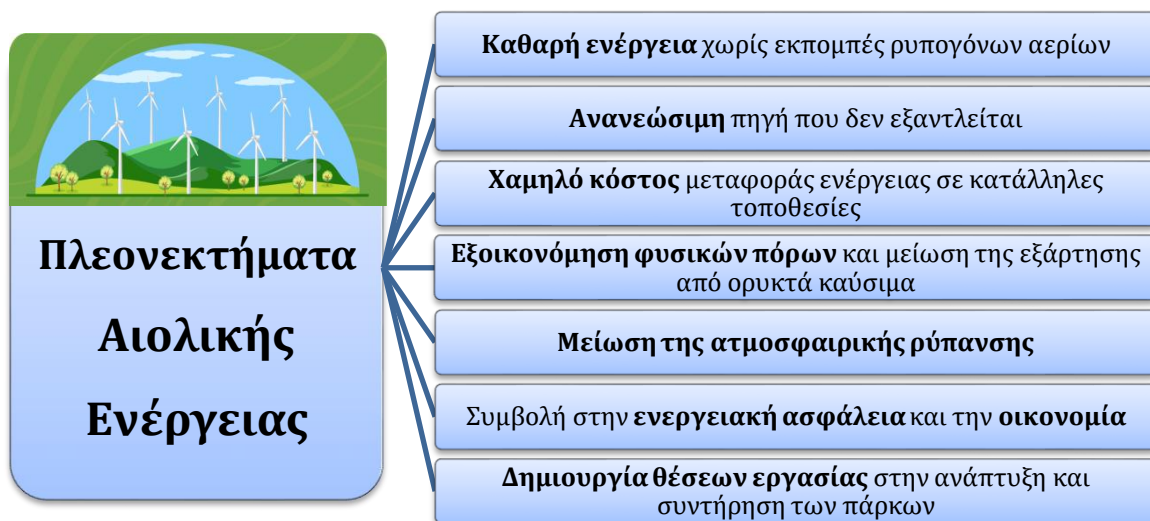 Πλεονεκτήματα
Αιολικής
Ενέργειας
Καθαρή ενέργεια χωρίς εκπομπές ρυπογόνων αερίων
Ανανεώσιμη πηγή που δεν εξαντλείται
Χαμηλό κόστος μεταφοράς ενέργειας σε κατάλληλες
τοποθεσίες
Εξοικονόμηση φυσικών πόρων και μείωση της εξάρτησης
από ορυκτά καύσιμα
Μείωση της ατμοσφαιρικής ρύπανσης
Συμβολή στην ενεργειακή ασφάλεια και την οικονομία
Δημιουργία θέσεων εργασίας στην ανάπτυξη και
συντήρηση των πάρκων